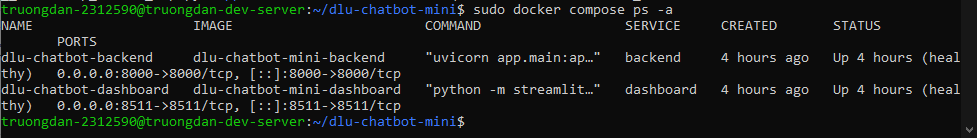 truongdan-2312590@truongdan-dev-server:~/dlu-chatbot-mini$ sudo docker compose ps -a
NAME                    IMAGE                        COMMAND                  SERVICE     CREATED       STATUS
        PORTS
dlu-chatbot-backend     dlu-chatbot-mini-backend     "uvicorn app.main:ap…"   backend     4 hours ago   Up 4 hours (heal
thy)   0.0.0.0:8000->8000/tcp, [::]:8000->8000/tcp
dlu-chatbot-dashboard   dlu-chatbot-mini-dashboard   "python -m streamlit…"   dashboard   4 hours ago   Up 4 hours (heal
thy)   0.0.0.0:8511->8511/tcp, [::]:8511->8511/tcp
truongdan-2312590@truongdan-dev-server:~/dlu-chatbot-mini$